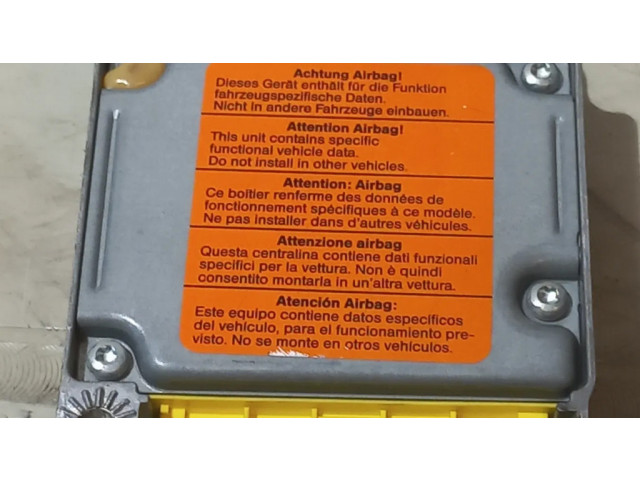 Achtung Airbag!
Dieses Gerät enthält für die Funktion
fahrzeugspezifische Daten.
Nicht in andere Fahrzeuge einbauen.
Attention Airbag!
This unit contains specific
functional vehicle data.
Do not install in other vehicles.
Attention: Airbag
Ce boîtier renferme des données de
fonctionnement spécifiques à ce modèle.
Ne pas installer dans d'autres véhicules.
Attenzione airbag
Questa centralina contiene dati funzionali
specifici per la vettura. Non è quindi
consentito montarla in un'altra vettura.
Atención Airbag:
Este equipo contiene datos específicos
del vehículo, para el funcionamiento pre-
visto. No se monte en otros vehículos.